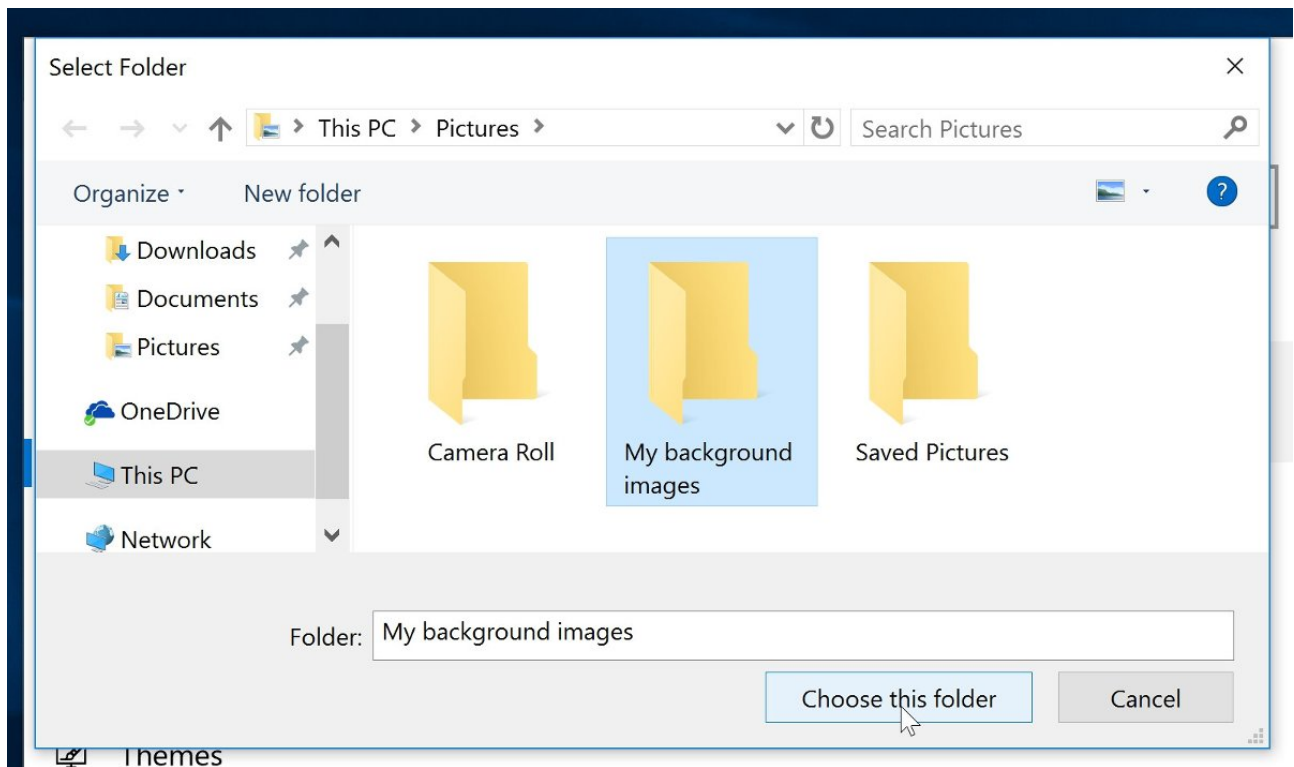 Select Folder
This PC > Pictures >
Search Pictures
Organize
New folder
?
Downloads
Documents
Pictures
OneDrive
This PC
Network
Camera Roll
My background
images
Saved Pictures
Folder: My background images
Choose this folder
Cancel
Themes